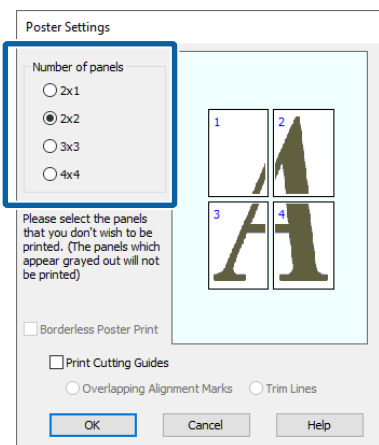 Poster Settings
Number of panels
2x1
2x2
3x3
4x4
1
2
3
4
Please select the panels
that you don't wish to be
printed. (The panels which
appear grayed out will not
be printed)
Borderless Poster Print
Print Cutting Guides
Overlapping Alignment Marks
Trim Lines
OK
Cancel
Help